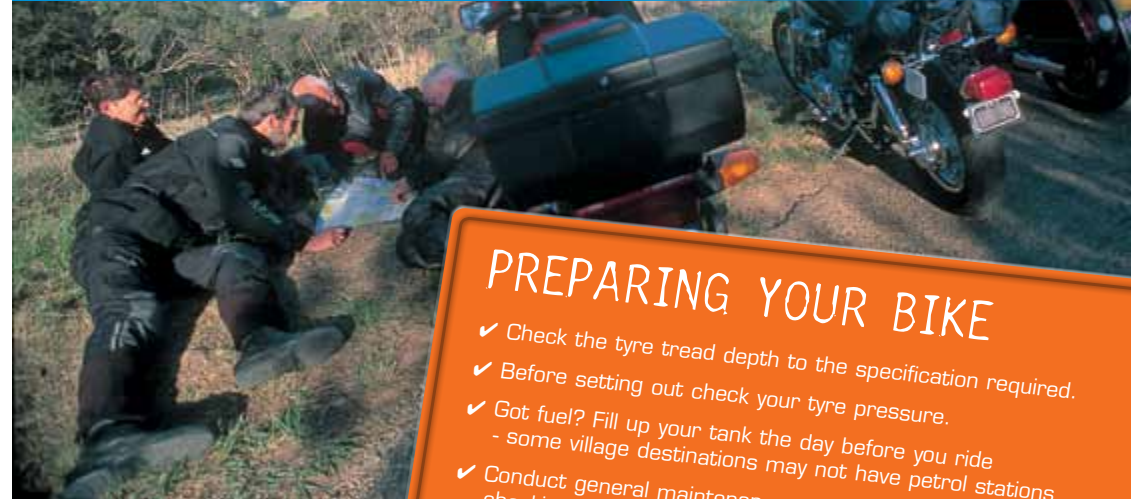 PREPARING YOUR BIKE
✔ Check the tyre tread depth to the specification required.
✔ Before setting out check your tyre pressure.
✔ Got fuel? Fill up your tank the day before you ride
- some village destinations may not have petrol stations
✔ Conduct general